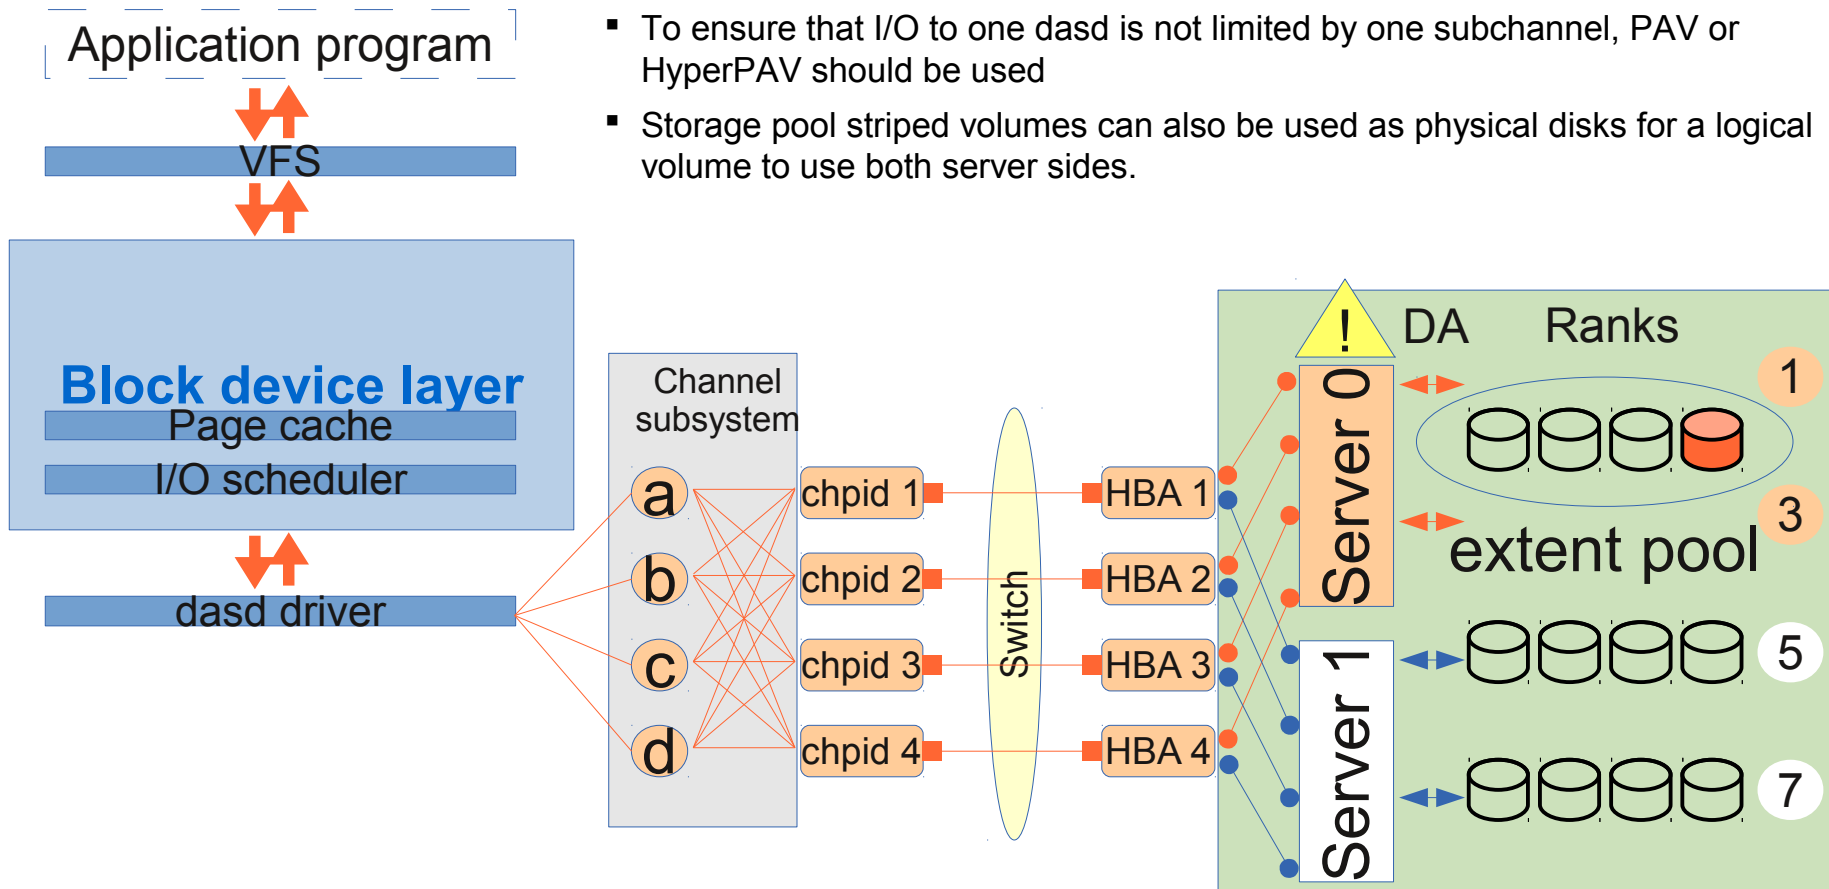 Application program
VFS
Block device layer
Page cache
I/O scheduler
dasd driver
▪ To ensure that I/O to one dasd is not limited by one subchannel, PAV or
HyperPAV should be used
▪ Storage pool striped volumes can also be used as physical disks for a logical
volume to use both server sides.
Channel
subsystem
a
b
c
d
chpid 1
chpid 2
chpid 3
chpid 4
Switch
HBA 1
HBA 2
HBA 3
HBA 4
!
Server 0
Server 1
DA
Ranks
1
3
extent pool
5
7